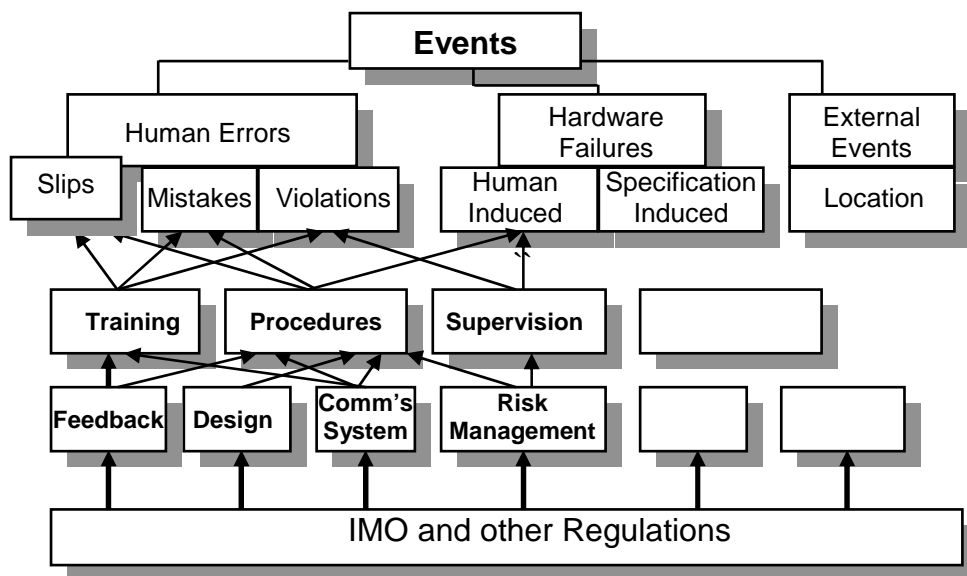 Events
Human Errors
Hardware
Failures
External
Events
Slips
Mistakes
Violations
Human
Induced
Specification
Induced
Location
Training
Procedures
Supervision
Feedback
Design
Comm's
System
Risk
Management
IMO and other Regulations